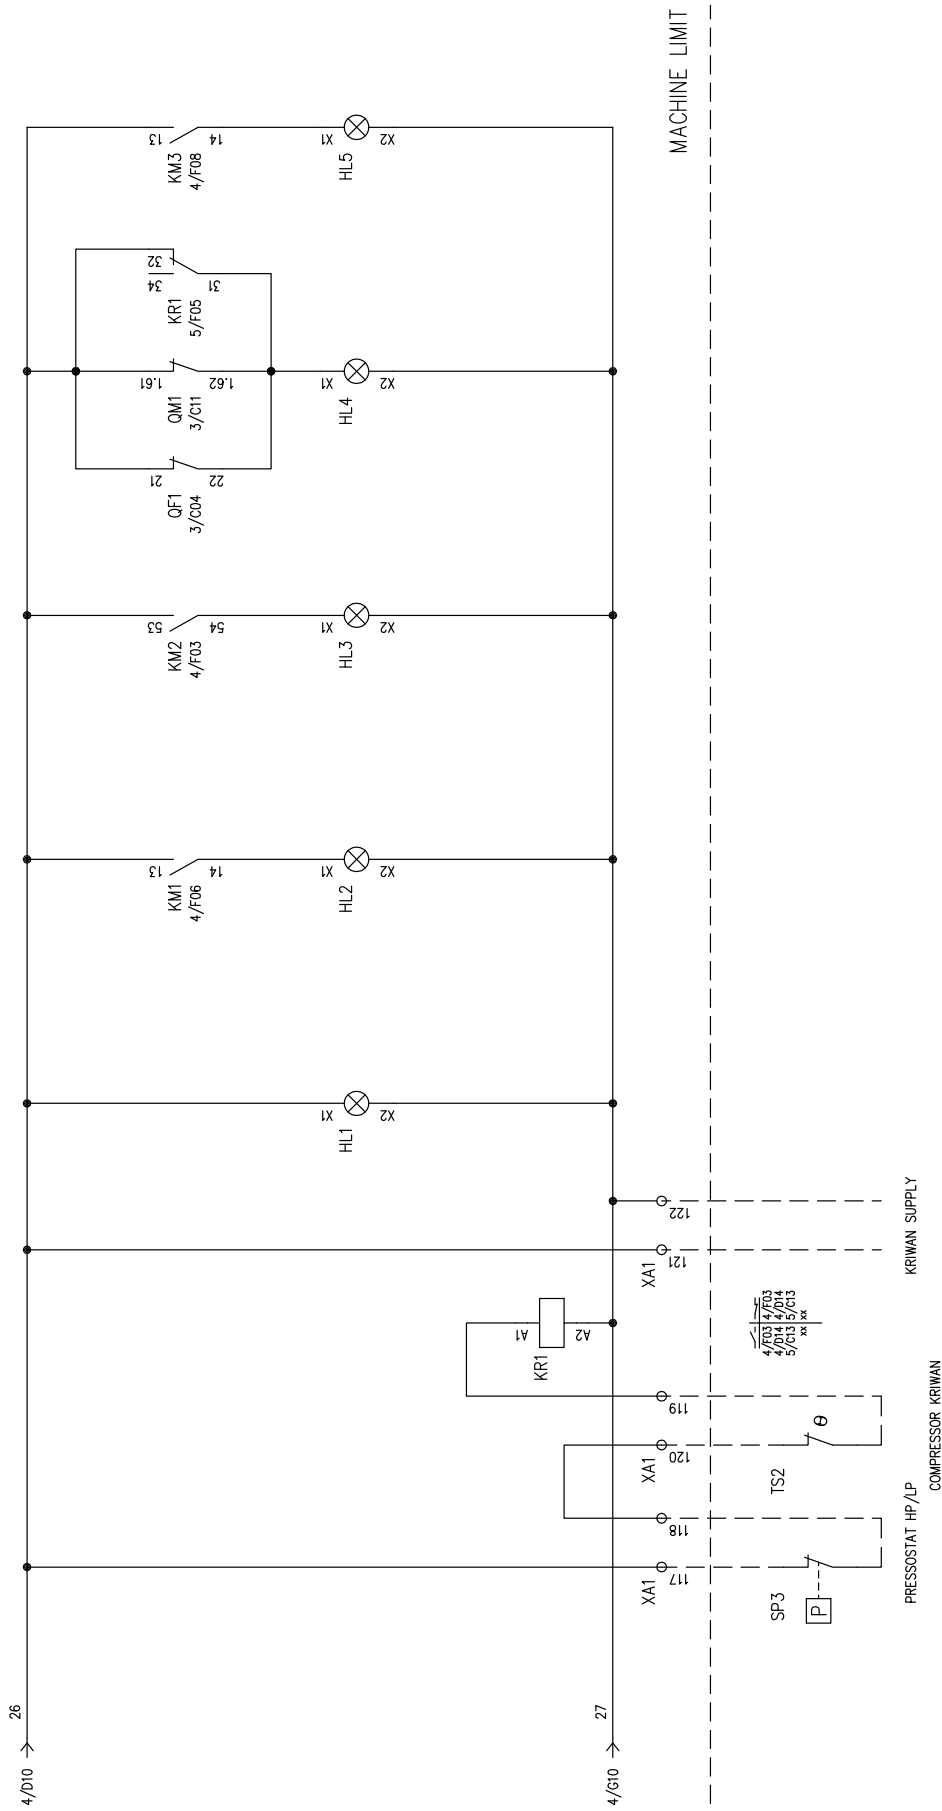 4/D10
26
4/G10
27
MACHINE LIMIT
13
14
KM3
4/F08
X1
X2
HL5
32
34
31
KR1
5/F05
1.61
1.62
QM1
3/C11
X1
X2
HL4
21
22
QF1
3/C04
53
54
KM2
4/F03
X1
X2
HL3
13
14
KM1
4/F06
X1
X2
HL2
X1
X2
HL1
122
121
XA1
KRIWAN SUPPLY
A1
A2
KR1
4/F03 4/F03
4/D14 4/D14
5/C13 5/C13
xx xx
119
120
XA1
TS2
θ
COMPRESSOR KRIWAN
118
117
XA1
SP3
P
PRESSOSTAT HP/LP